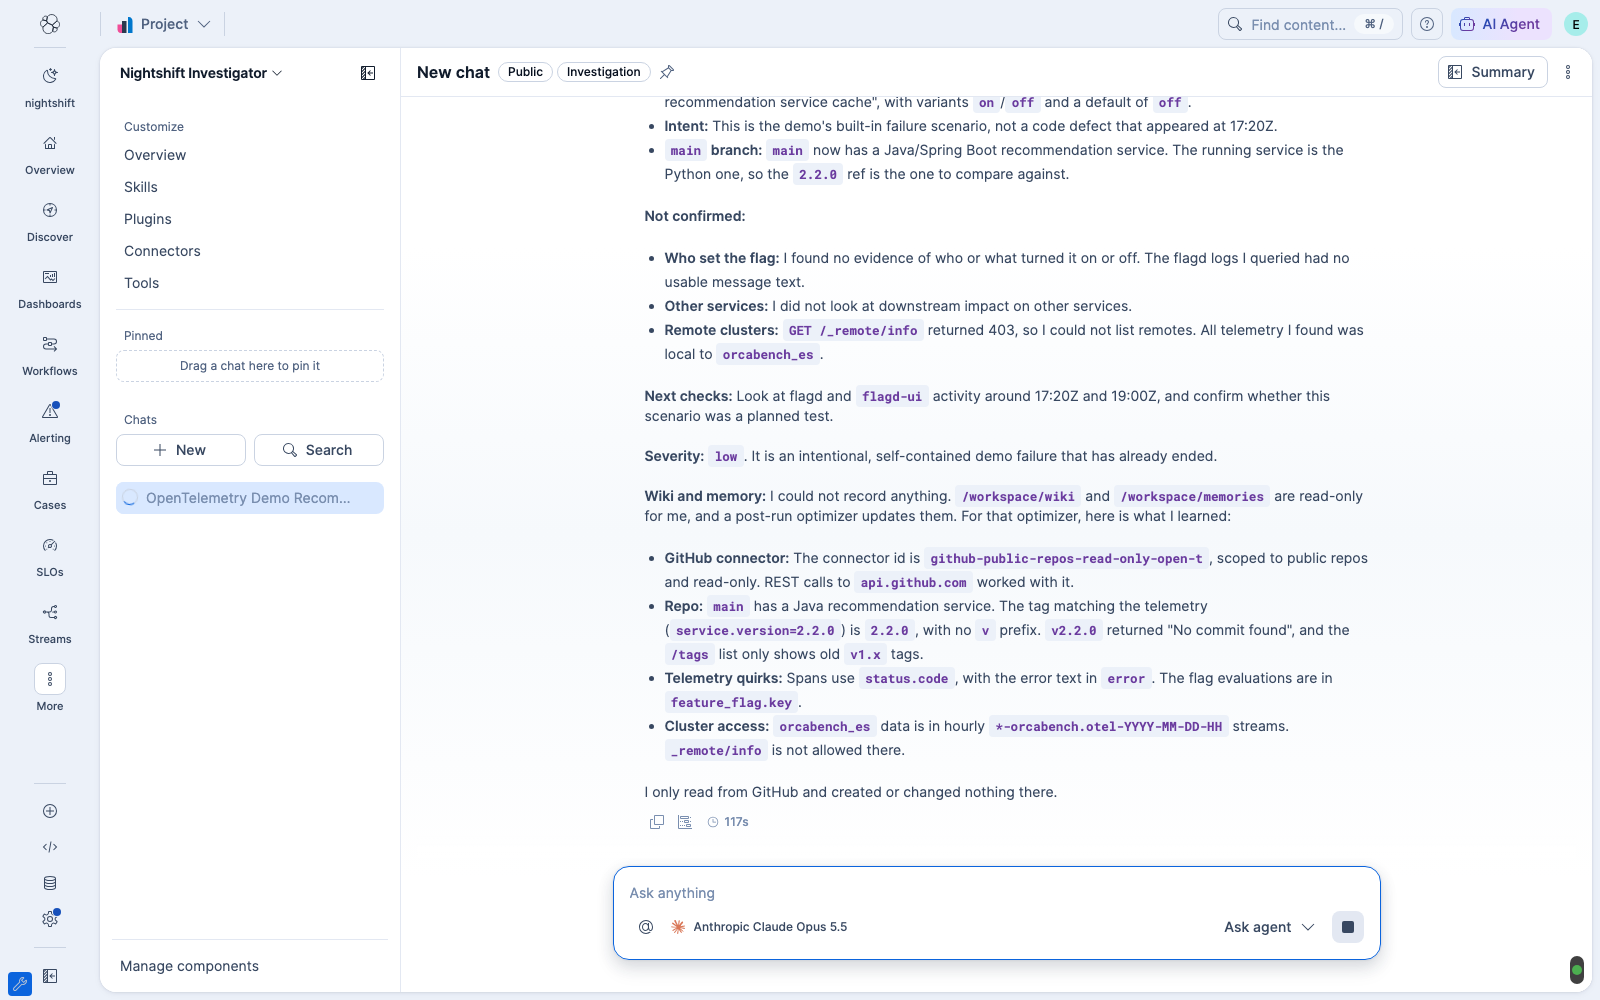 Project
Find content...
⌘ /
AI Agent
E
nightshift
Overview
Discover
Dashboards
Workflows
Alerting
Cases
SLOs
Streams
More
Nightshift Investigator
Customize
Overview
Skills
Plugins
Connectors
Tools
Pinned
Drag a chat here to pin it
Chats
New
Search
OpenTelemetry Demo Recom...
Manage components
New chat
Public
Investigation
Summary
recommendation service cache", with variants on / off and a default of off .
• Intent: This is the demo's built-in failure scenario, not a code defect that appeared at 17:20Z.
• main branch: main now has a Java/Spring Boot recommendation service. The running service is the
Python one, so the 2.2.0 ref is the one to compare against.
Not confirmed:
• Who set the flag: I found no evidence of who or what turned it on or off. The flagd logs I queried had no
usable message text.
• Other services: I did not look at downstream impact on other services.
• Remote clusters: GET /_remote/info returned 403, so I could not list remotes. All telemetry I found was
local to orcabench_es .
Next checks: Look at flagd and flagd-ui activity around 17:20Z and 19:00Z, and confirm whether this
scenario was a planned test.
Severity: low . It is an intentional, self-contained demo failure that has already ended.
Wiki and memory: I could not record anything. /workspace/wiki and /workspace/memories are read-only
for me, and a post-run optimizer updates them. For that optimizer, here is what I learned:
• GitHub connector: The connector id is github-public-repos-read-only-open-t , scoped to public repos
and read-only. REST calls to api.github.com worked with it.
• Repo: main has a Java recommendation service. The tag matching the telemetry
( service.version=2.2.0 ) is 2.2.0 , with no v prefix. v2.2.0 returned "No commit found", and the
/tags list only shows old v1.x tags.
• Telemetry quirks: Spans use status.code , with the error text in error . The flag evaluations are in
feature_flag.key .
• Cluster access: orcabench_es data is in hourly *-orcabench.otel-YYYY-MM-DD-HH streams.
_remote/info is not allowed there.
I only read from GitHub and created or changed nothing there.
117s
Ask anything
@ Anthropic Claude Opus 5.5
Ask agent